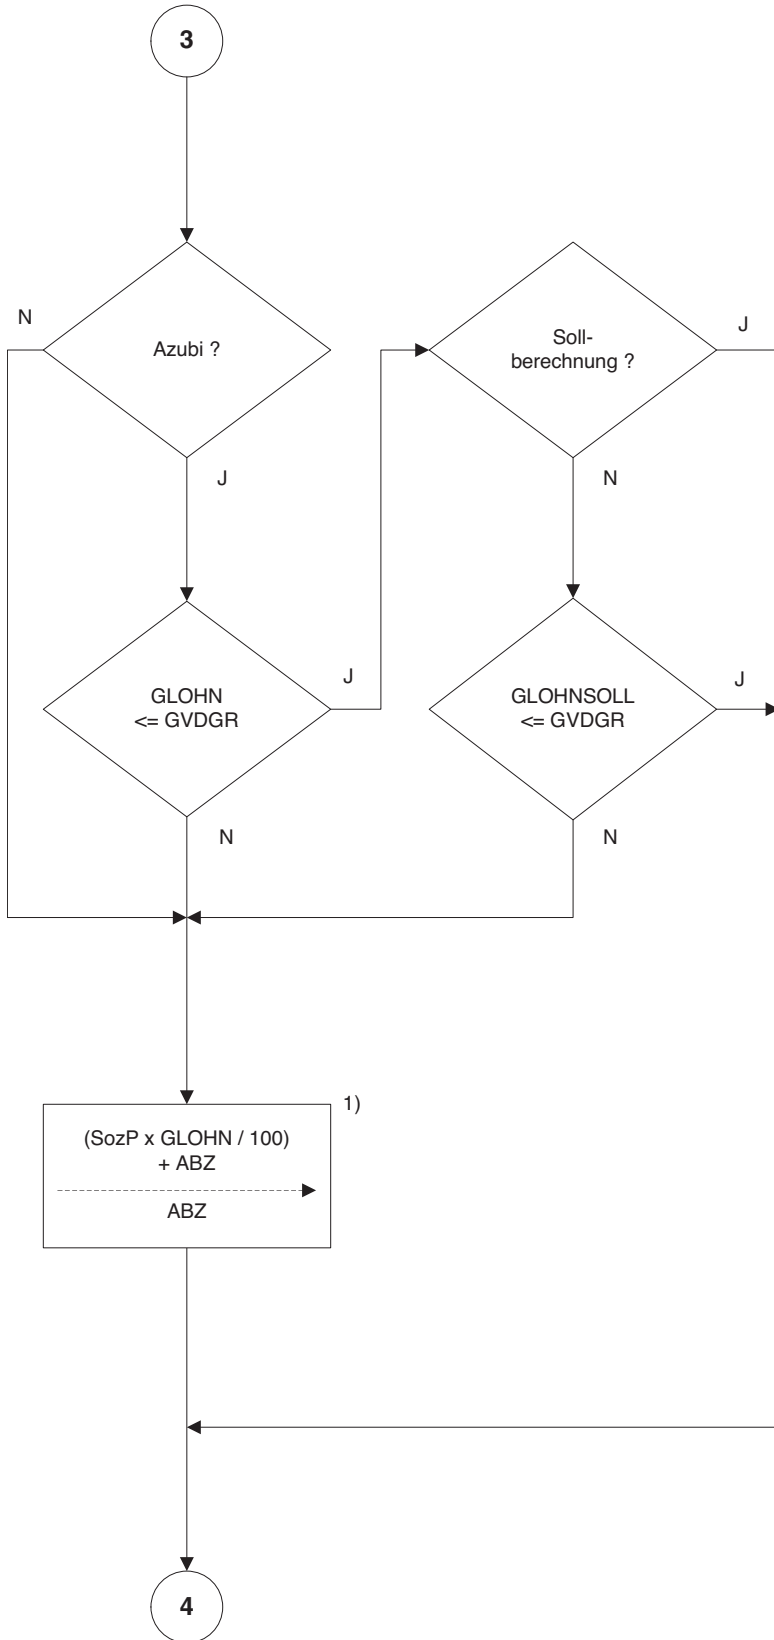 3
N
Azubi ?
J
Soll-
berechnung ?
J
N
GLOHN
<= GVDGR
J
N
GLOHNSOLL
<= GVDGR
J
N
1)
(SozP x GLOHN / 100)
+ ABZ
ABZ
4